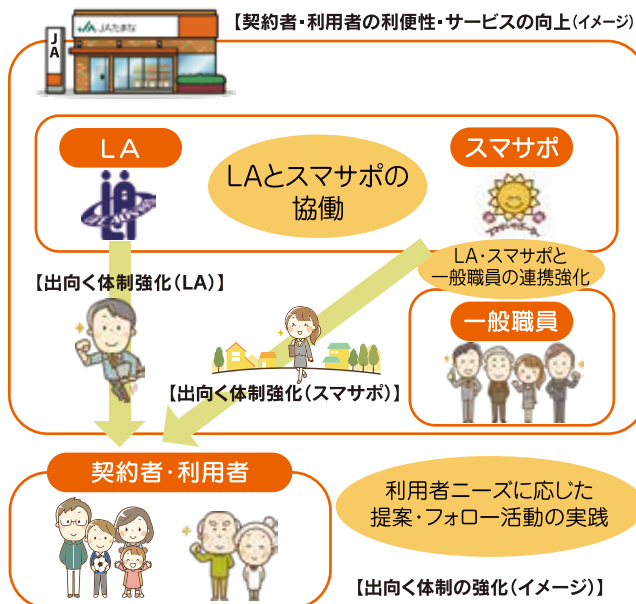 【契約者・利用者の利便性・サービスの向上(イメージ)】
JA
JAたまな
LA
スマサポ
LAとスマサポの
協働
LA
LA・スマサポと
一般職員の連携強化
【出向く体制強化(LA)】
一般職員
【出向く体制強化(スマサポ)】
契約者・利用者
利用者ニーズに応じた
提案・フォロー活動の実践
【出向く体制の強化(イメージ)】